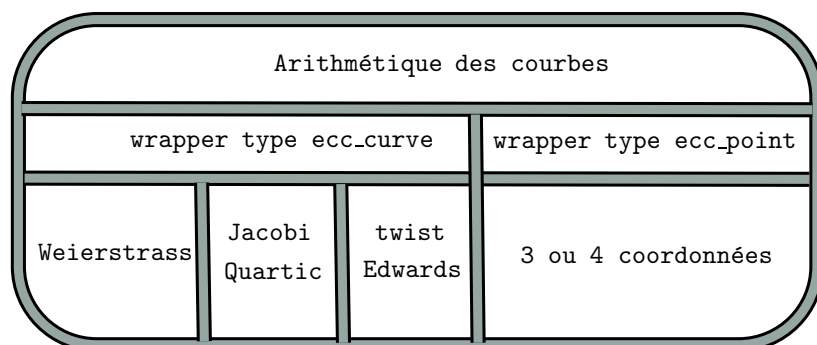 Arithmétique des courbes
wrapper type ecc_curve
wrapper type ecc_point
Weierstrass
Jacobi
Quartic
twist
Edwards
3 ou 4 coordonnées